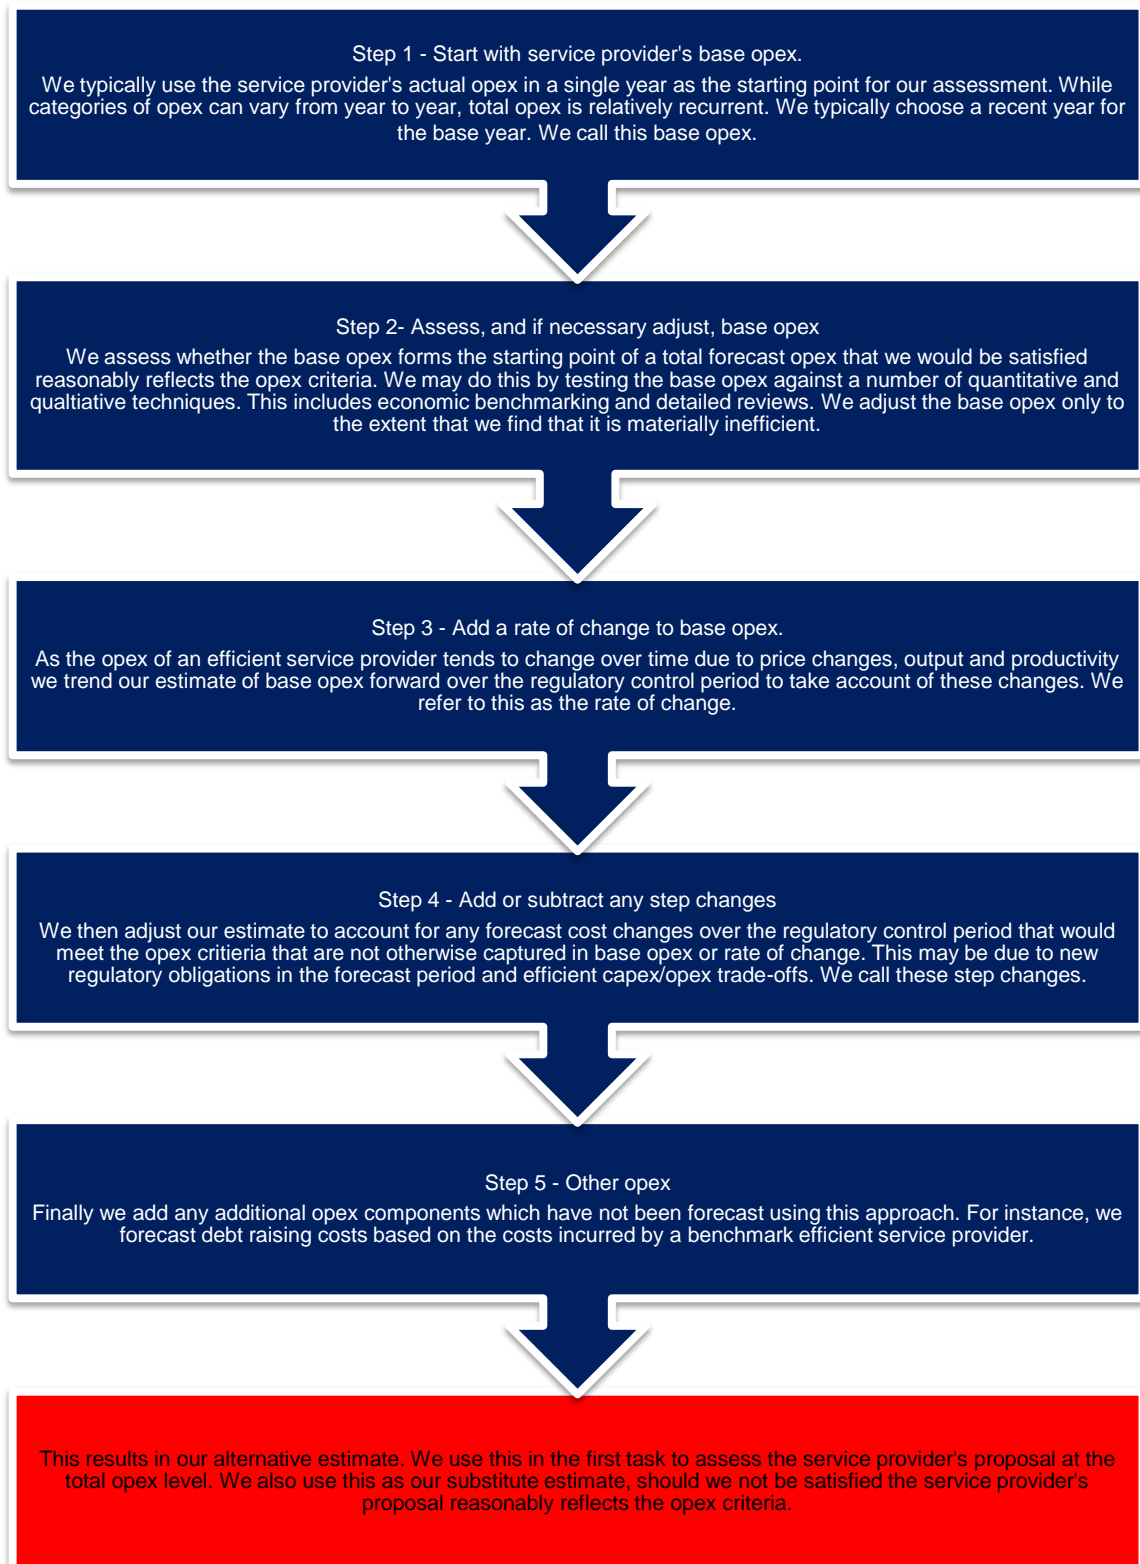 Step 1 - Start with service provider's base opex.
We typically use the service provider's actual opex in a single year as the starting point for our assessment. While
categories of opex can vary from year to year, total opex is relatively recurrent. We typically choose a recent year for
the base year. We call this base opex.
Step 2- Assess, and if necessary adjust, base opex
We assess whether the base opex forms the starting point of a total forecast opex that we would be satisfied
reasonably reflects the opex criteria. We may do this by testing the base opex against a number of quantitative and
qualtiative techniques. This includes economic benchmarking and detailed reviews. We adjust the base opex only to
the extent that we find that it is materially inefficient.
Step 3 - Add a rate of change to base opex.
As the opex of an efficient service provider tends to change over time due to price changes, output and productivity
we trend our estimate of base opex forward over the regulatory control period to take account of these changes. We
refer to this as the rate of change.
Step 4 - Add or subtract any step changes
We then adjust our estimate to account for any forecast cost changes over the regulatory control period that would
meet the opex critieria that are not otherwise captured in base opex or rate of change. This may be due to new
regulatory obligations in the forecast period and efficient capex/opex trade-offs. We call these step changes.
Step 5 - Other opex
Finally we add any additional opex components which have not been forecast using this approach. For instance, we
forecast debt raising costs based on the costs incurred by a benchmark efficient service provider.
This results in our alternative estimate. We use this in the first task to assess the service provider's proposal at the
total opex level. We also use this as our substitute estimate, should we not be satisfied the service provider's
proposal reasonably reflects the opex criteria.